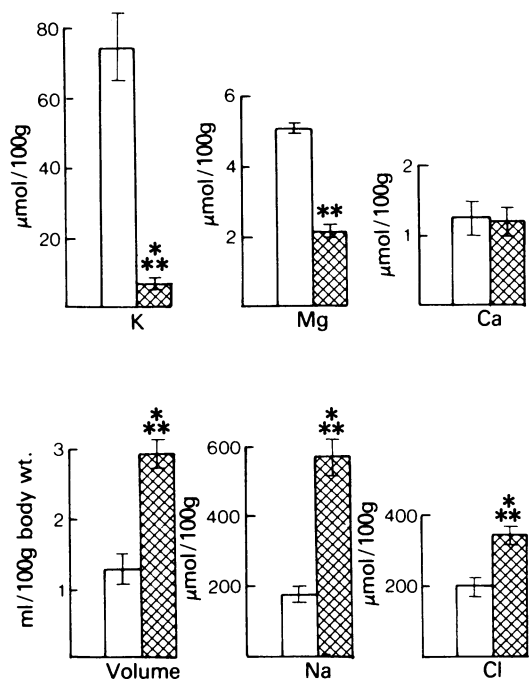 80
60
40
20
μmol/100g
*
**
K
6
4
2
μmol/100g
**
Mg
2
1
μmol/100g
Ca
3
2
1
ml/100g body wt.
*
**
Volume
600
400
200
μmol/100g
*
**
Na
400
200
μmol/100g
*
**
Cl